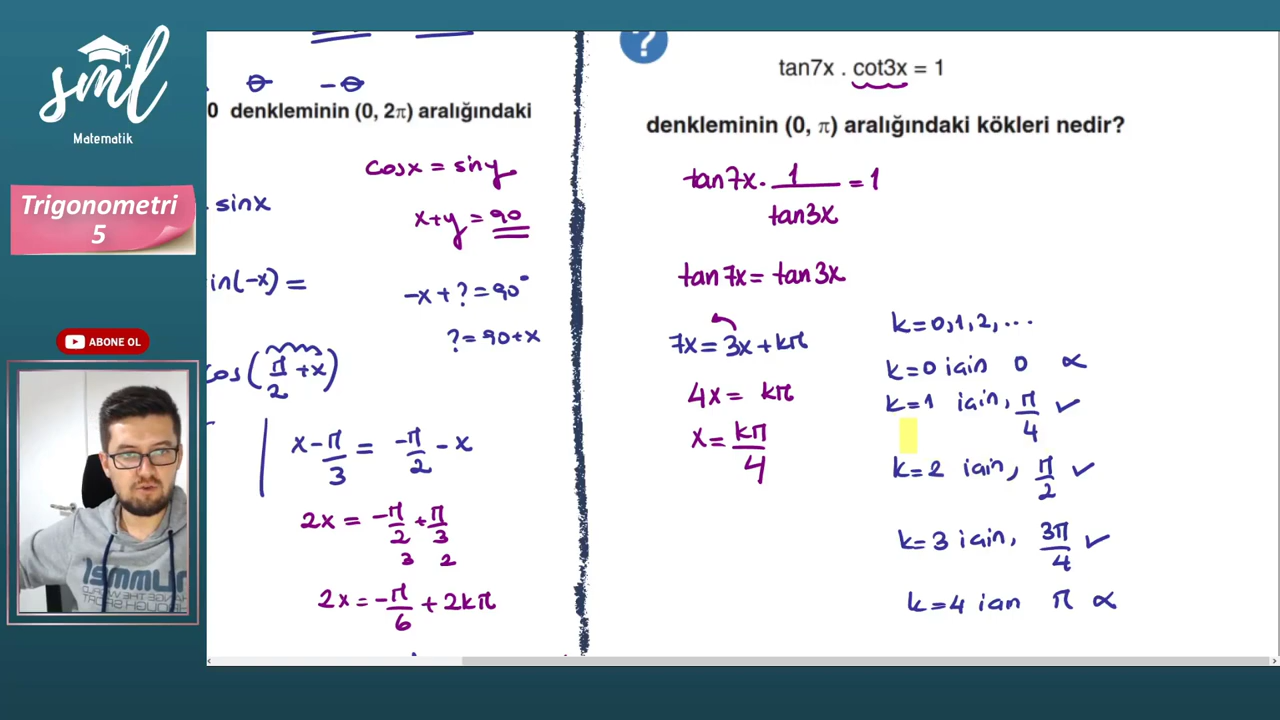 sml
Matematik
Trigonometri
5
ABONE OL
θ -θ
0 denkleminin (0, 2π) aralığındaki
cosx = siny
x+y = 90
. sinx
in(-x) =
-x + ? = 90°
? = 90+x
cos(π/2 + x)
x - π/3 = -π/2 - x
2x = -π/2 + π/3
3 2
2x = -π/6 + 2kπ
?
tan7x . cot3x = 1
denkleminin (0, π) aralığındaki kökleri nedir?
tan7x . 1/tan3x = 1
tan7x = tan3x
7x = 3x + kπ
4x = kπ
x = kπ/4
k=0,1,2,...
k=0 için 0 ∝
k=1 için, π/4 ✓
k=2 için, π/2 ✓
k=3 için, 3π/4 ✓
k=4 için π ∝